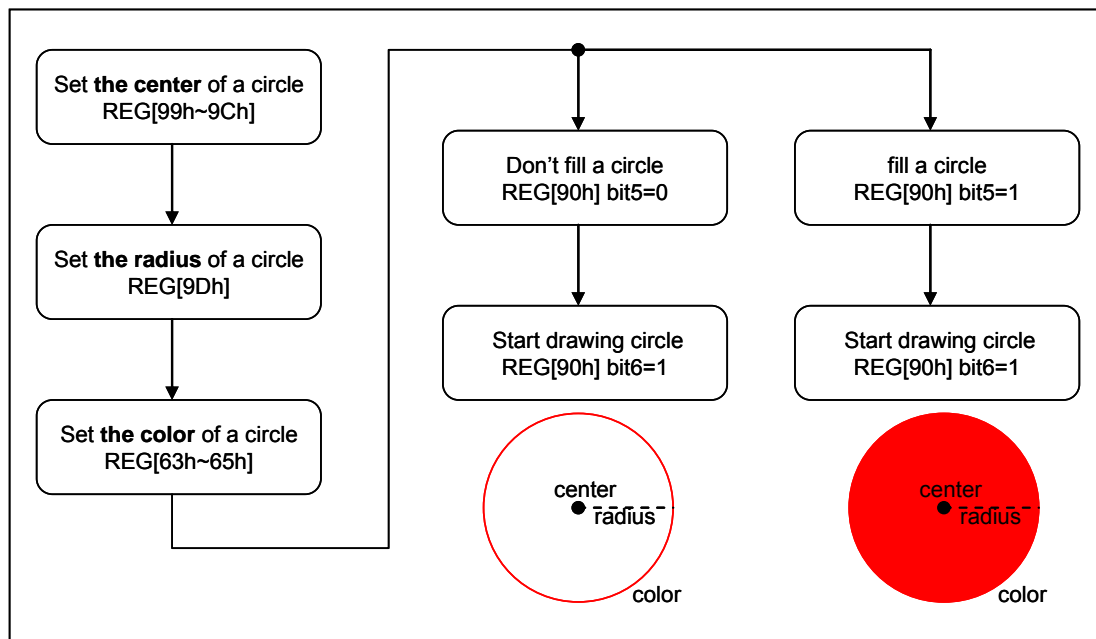 Set the center of a circle
REG[99h~9Ch]
Set the radius of a circle
REG[9Dh]
Set the color of a circle
REG[63h~65h]
Don't fill a circle
REG[90h] bit5=0
Start drawing circle
REG[90h] bit6=1
center
radius
color
fill a circle
REG[90h] bit5=1
Start drawing circle
REG[90h] bit6=1
center
radius
color